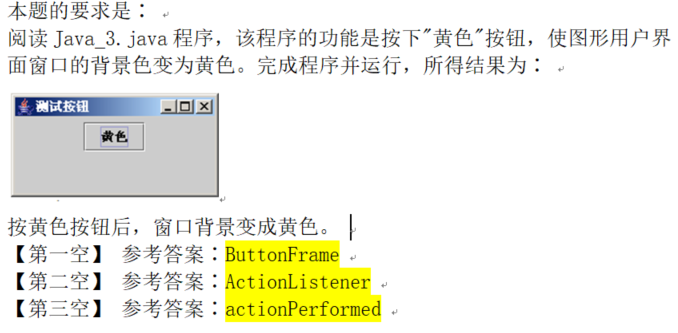 本题的要求是：
阅读 Java_3.java 程序，该程序的功能是按下"黄色"按钮，使图形用户界
面窗口的背景色变为黄色。完成程序并运行，所得结果为：
测试按钮
黄色
按黄色按钮后，窗口背景变成黄色。
【第一空】 参考答案：ButtonFrame
【第二空】 参考答案：ActionListener
【第三空】 参考答案：actionPerformed